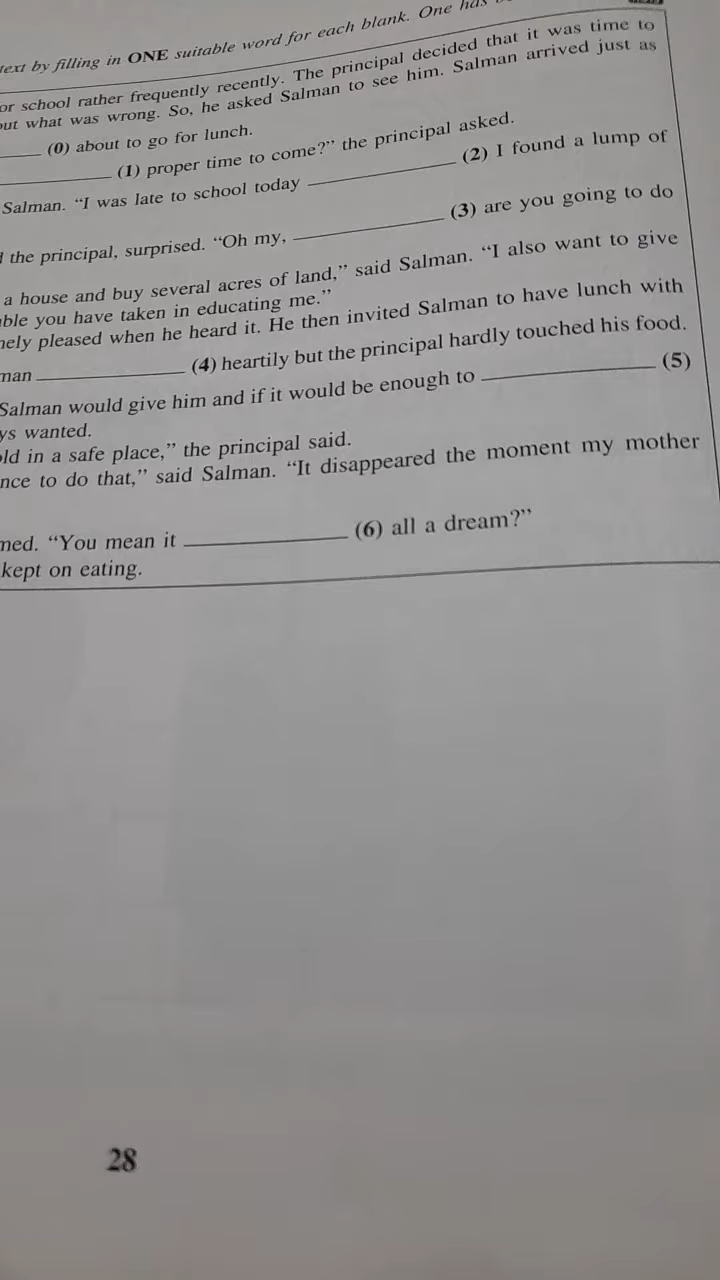 text by filling in ONE suitable word for each blank. One has
or school rather frequently recently. The principal decided that it was time to
out what was wrong. So, he asked Salman to see him. Salman arrived just as
(0) about to go for lunch.
(1) proper time to come?” the principal asked.
Salman. “I was late to school today (2) I found a lump of
the principal, surprised. “Oh my, (3) are you going to do
a house and buy several acres of land,” said Salman. “I also want to give
ble you have taken in educating me.”
ely pleased when he heard it. He then invited Salman to have lunch with
man (4) heartily but the principal hardly touched his food.
Salman would give him and if it would be enough to (5)
ys wanted.
ld in a safe place,” the principal said.
nce to do that,” said Salman. “It disappeared the moment my mother
med. “You mean it (6) all a dream?”
kept on eating.
28